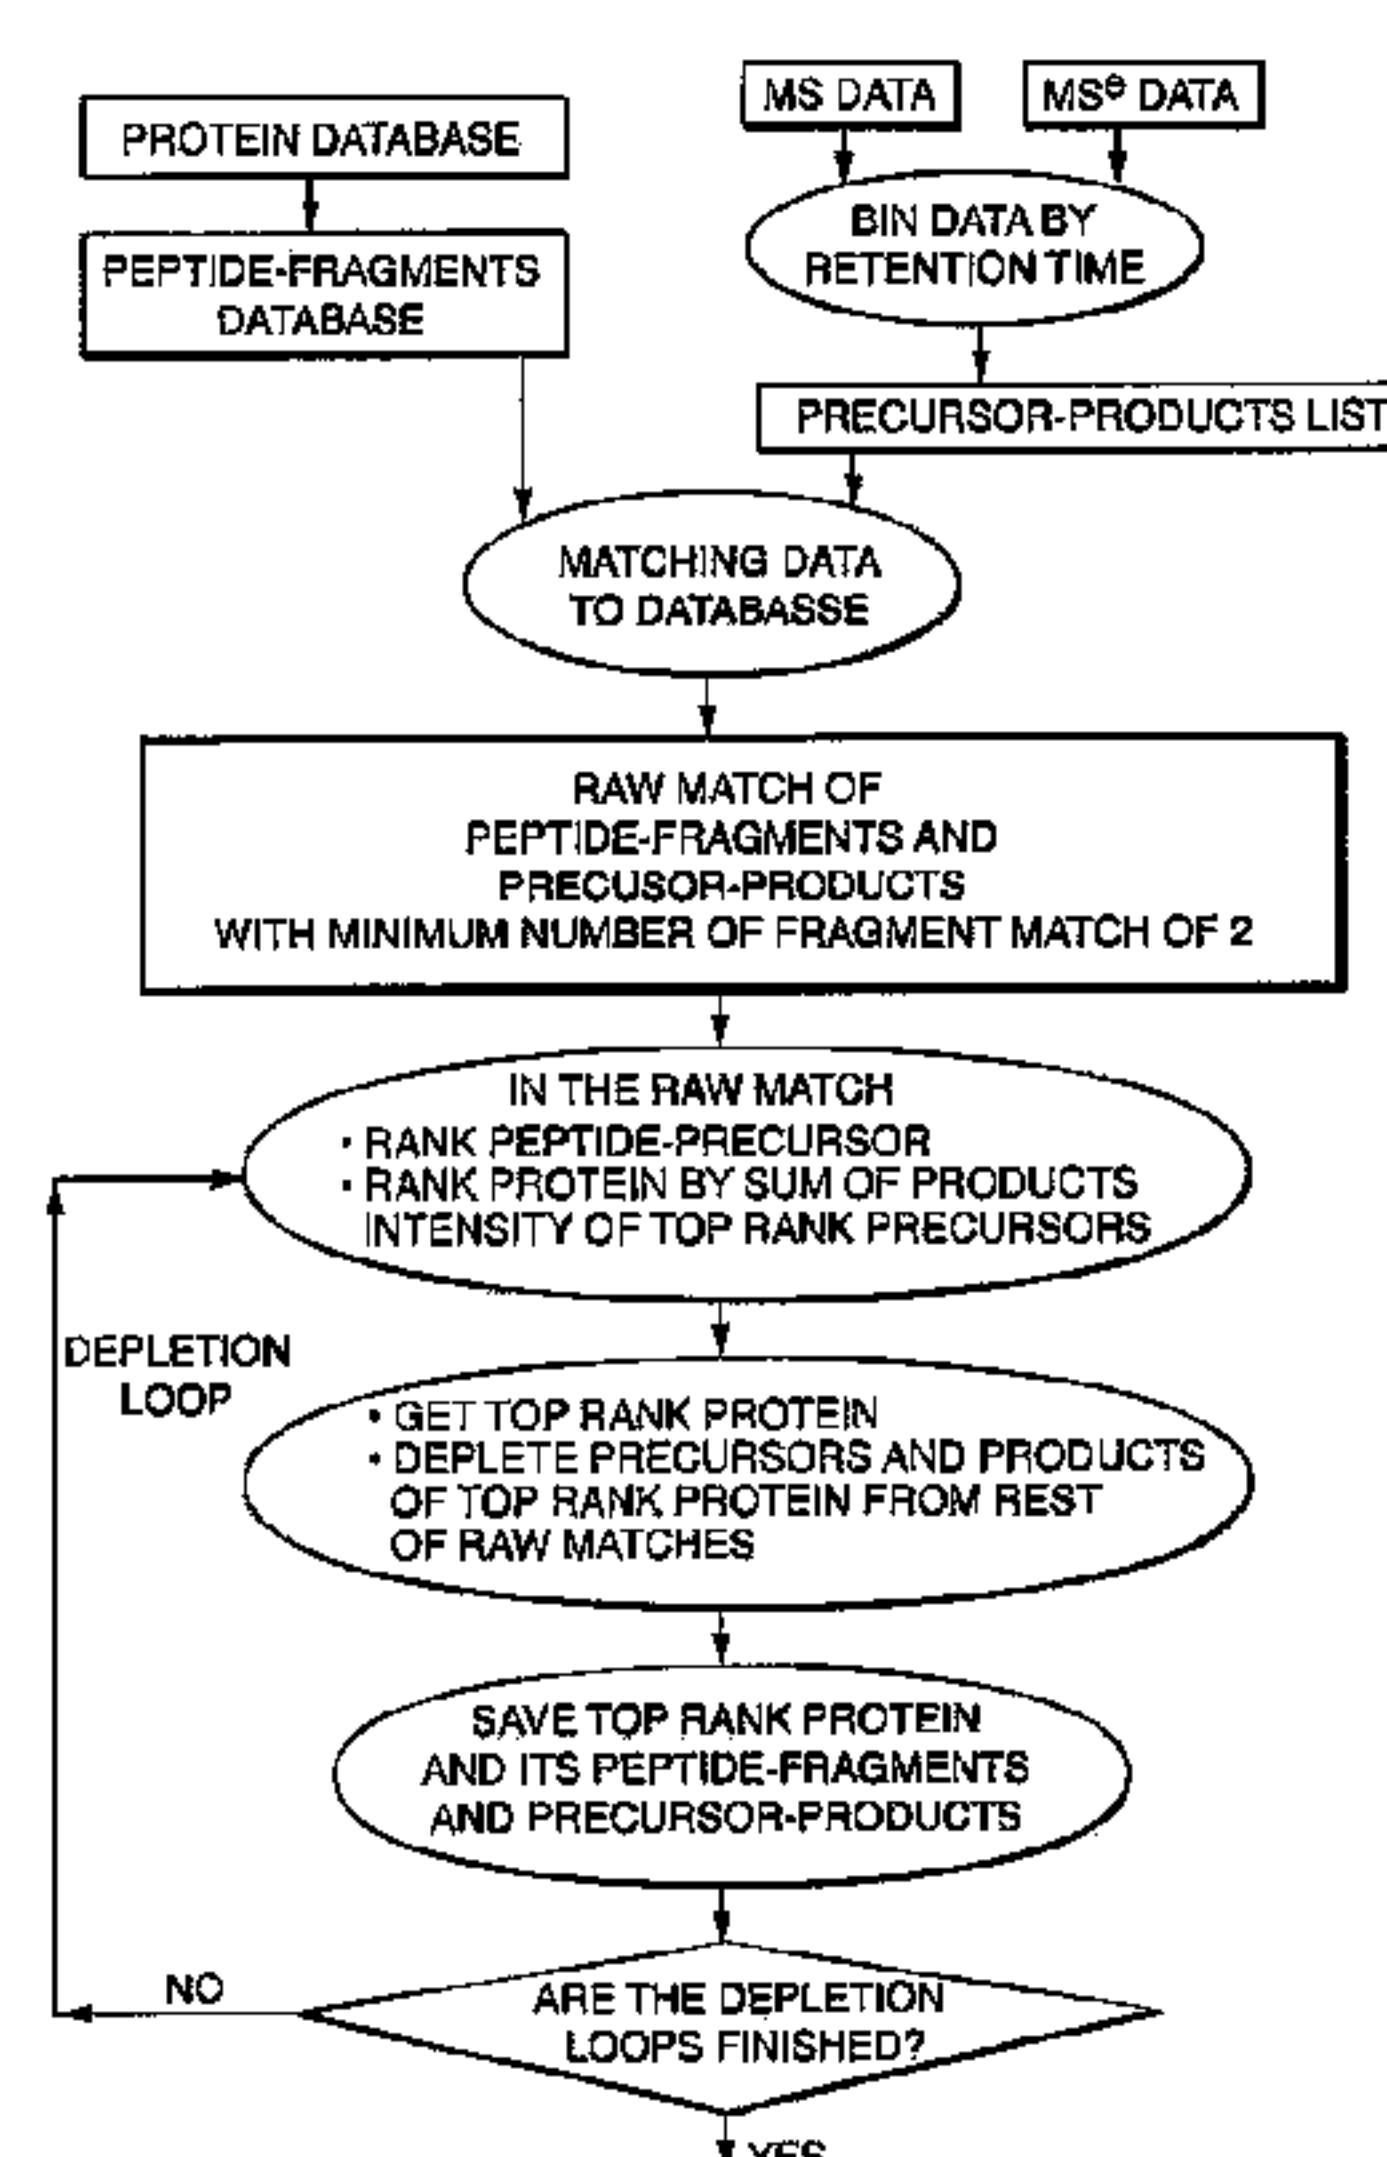 PROTEIN DATABASE
PEPTIDE-FRAGMENTS
DATABASE
MS DATA
MSᵉ DATA
BIN DATA BY
RETENTION TIME
PRECURSOR-PRODUCTS LIST
MATCHING DATA
TO DATABASSE
RAW MATCH OF
PEPTIDE-FRAGMENTS AND
PRECUSOR-PRODUCTS
WITH MINIMUM NUMBER OF FRAGMENT MATCH OF 2
IN THE RAW MATCH
• RANK PEPTIDE-PRECURSOR
• RANK PROTEIN BY SUM OF PRODUCTS
INTENSITY OF TOP RANK PRECURSORS
DEPLETION
LOOP
• GET TOP RANK PROTEIN
• DEPLETE PRECURSORS AND PRODUCTS
OF TOP RANK PROTEIN FROM REST
OF RAW MATCHES
SAVE TOP RANK PROTEIN
AND ITS PEPTIDE-FRAGMENTS
AND PRECURSOR-PRODUCTS
NO
ARE THE DEPLETION
LOOPS FINISHED?
YES